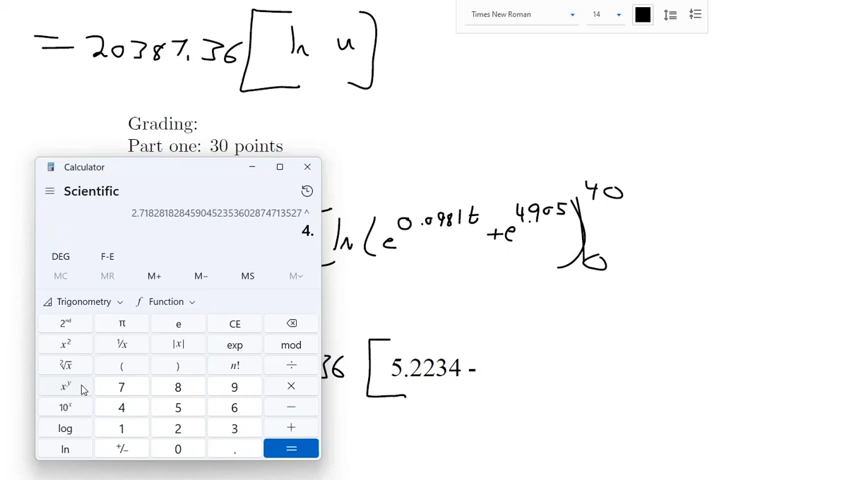 Times New Roman 14
= 20387.36 [ln u]
Grading:
Part one: 30 points
Calculator
Scientific
2.7182818284590452353602874713527 ^
4.
DEG F-E
MC MR M+ M− MS M˅
Trigonometry Function
2ⁿᵈ π e CE
x² ¹/x |x| exp mod
²√x ( ) n! ÷
xʸ 7 8 9 ×
10ˣ 4 5 6 −
log 1 2 3 +
ln +/− 0 . =
ln(e^0.0981t + e^4.905) 40 0
36 [ 5.2234 -